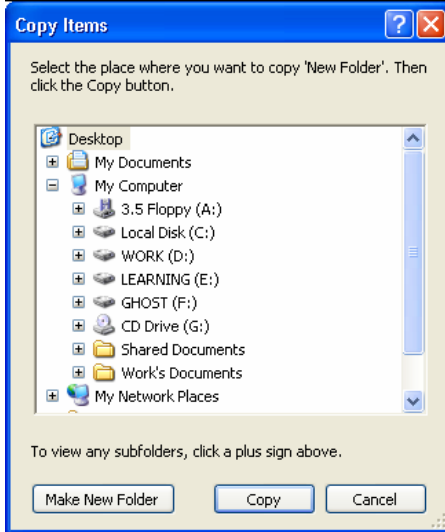 Copy Items
Select the place where you want to copy 'New Folder'. Then
click the Copy button.
Desktop
My Documents
My Computer
3.5 Floppy (A:)
Local Disk (C:)
WORK (D:)
LEARNING (E:)
GHOST (F:)
CD Drive (G:)
Shared Documents
Work's Documents
My Network Places
To view any subfolders, click a plus sign above.
Make New Folder Copy Cancel